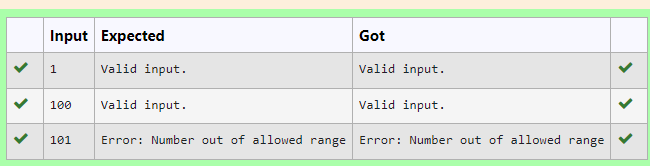 Input Expected Got
1 Valid input. Valid input.
100 Valid input. Valid input.
101 Error: Number out of allowed range Error: Number out of allowed range